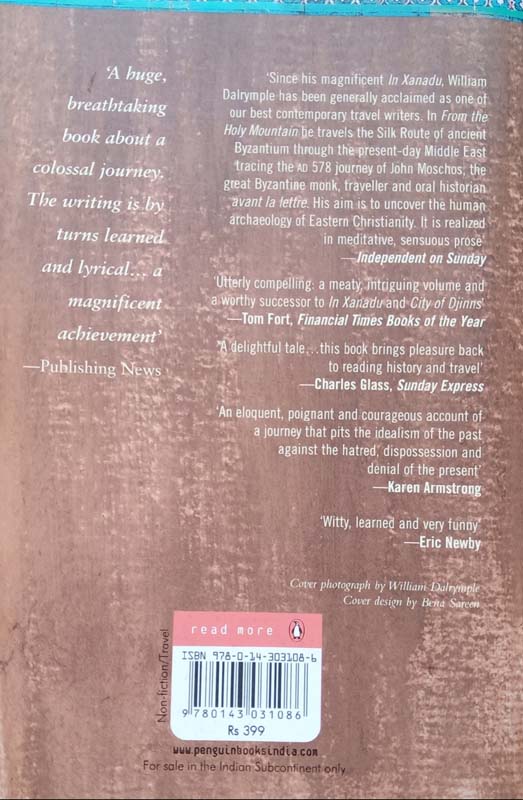 'A huge,
breathtaking
book about a
colossal journey.
The writing is by
turns learned
and lyrical... a
magnificent
achievement'
—Publishing News
'Since his magnificent In Xanadu, William
Dalrymple has been generally acclaimed as one of
our best contemporary travel writers. In From the
Holy Mountain he travels the Silk Route of ancient
Byzantium through the present-day Middle East
tracing the AD 578 journey of John Moschos, the
great Byzantine monk, traveller and oral historian
avant la lettre. His aim is to uncover the human
archaeology of Eastern Christianity. It is realized
in meditative, sensuous prose'
—Independent on Sunday
'Utterly compelling: a meaty, intriguing volume and
a worthy successor to In Xanadu and City of Djinns'
—Tom Fort, Financial Times Books of the Year
'A delightful tale...this book brings pleasure back
to reading history and travel'
—Charles Glass, Sunday Express
'An eloquent, poignant and courageous account of
a journey that pits the idealism of the past
against the hatred, dispossession and
denial of the present'
—Karen Armstrong
'Witty, learned and very funny'
—Eric Newby
Cover photograph by William Dalrymple
Cover design by Bena Sareen
Non-fiction/Travel
read more
ISBN 978-0-14-303108-6
9 780143 031086
Rs 399
www.penguinbooksindia.com
For sale in the Indian Subcontinent only